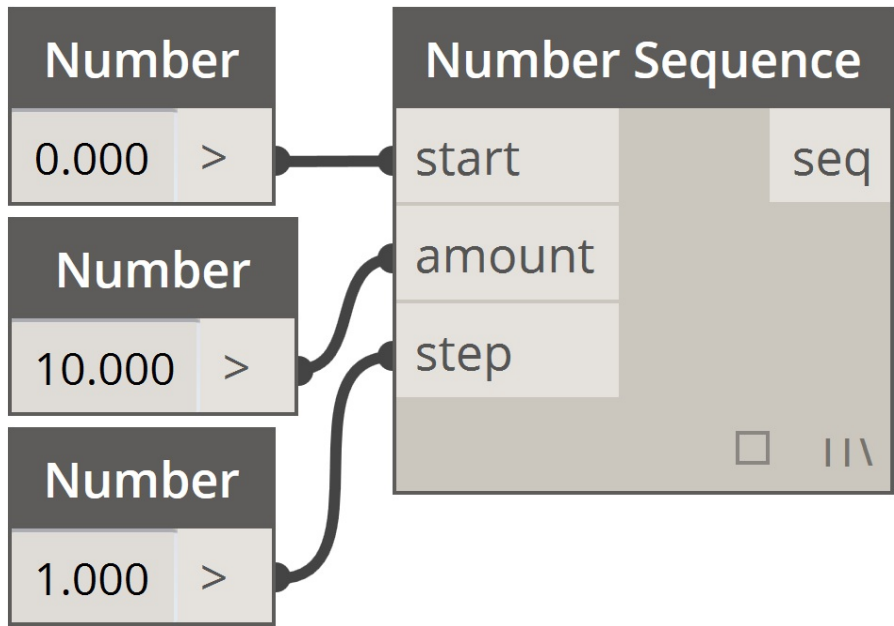 Number
0.000 >
Number
10.000 >
Number
1.000 >
Number Sequence
start
seq
amount
step